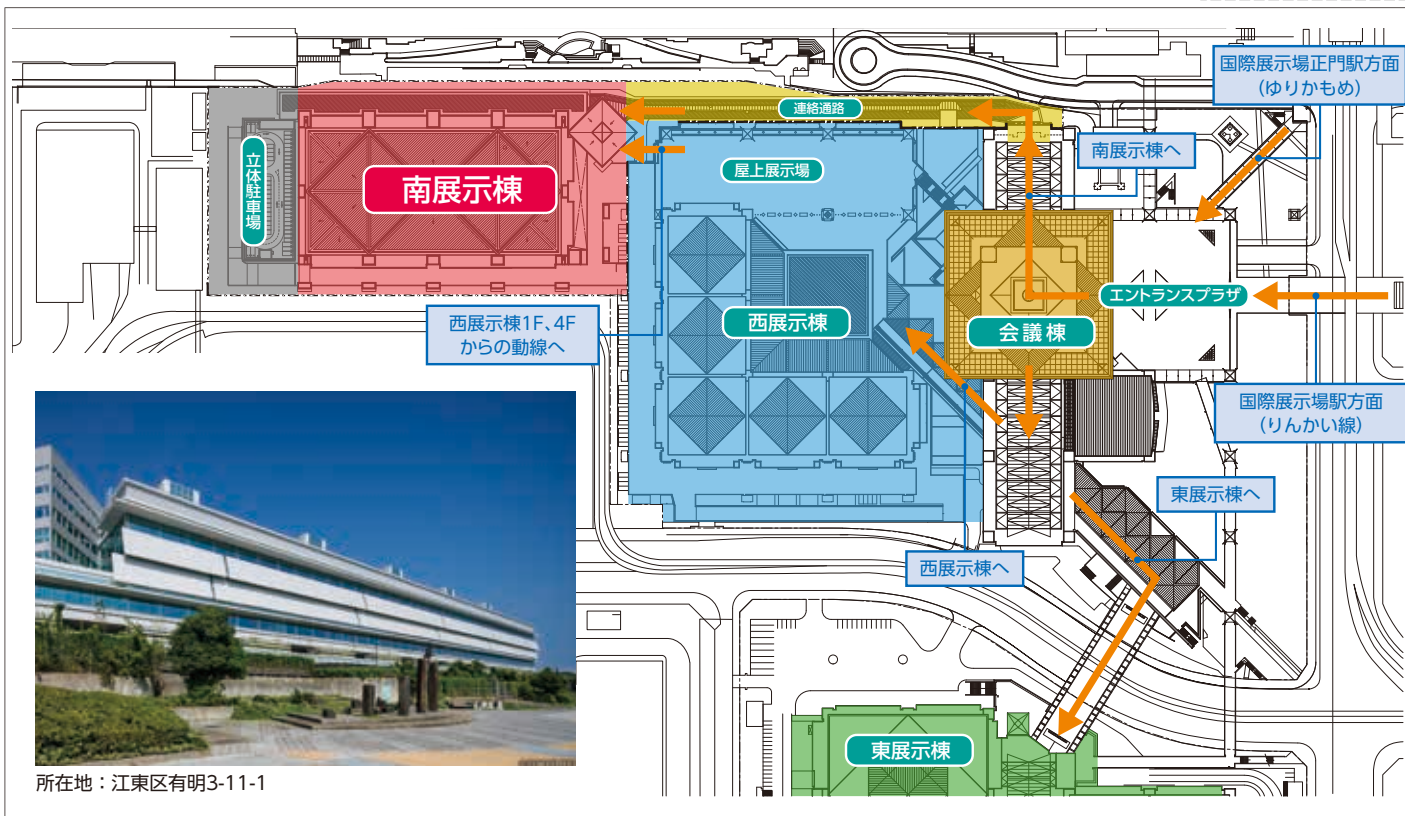 国際展示場正門駅方面
(ゆりかもめ)
連絡通路
南展示棟へ
立体駐車場
南展示棟
屋上展示場
エントランスプラザ
西展示棟1F、4F
からの動線へ
西展示棟
会議棟
国際展示場駅方面
(りんかい線)
東展示棟へ
西展示棟へ
東展示棟
所在地：江東区有明3-11-1